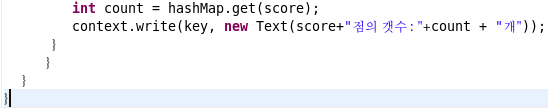 int count = hashMap.get(score);
context.write(key, new Text(score+"점의 갯수:"+count + "개"));
}
}
}
}